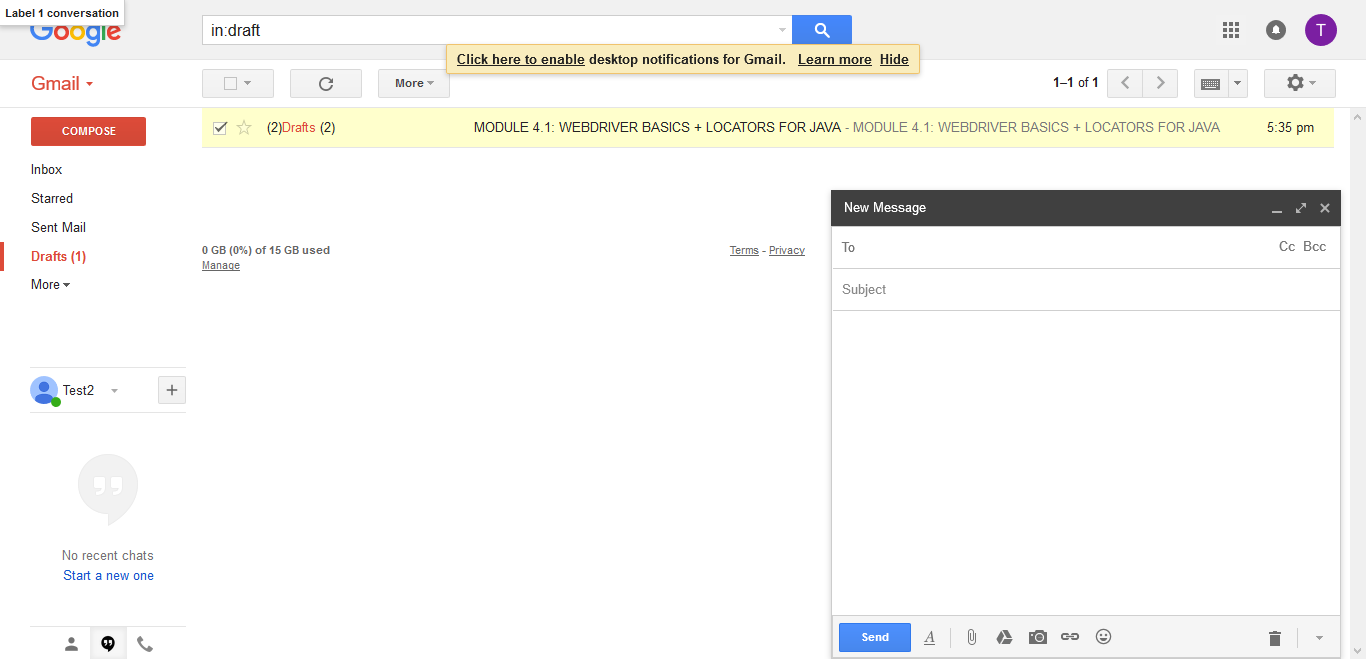 Label 1 conversation
Google
in:draft
T
Click here to enable desktop notifications for Gmail. Learn more Hide
Gmail
More
1–1 of 1
COMPOSE
(2)Drafts (2) MODULE 4.1: WEBDRIVER BASICS + LOCATORS FOR JAVA - MODULE 4.1: WEBDRIVER BASICS + LOCATORS FOR JAVA 5:35 pm
Inbox
Starred
Sent Mail
Drafts (1)
More
0 GB (0%) of 15 GB used
Manage
Terms - Privacy
New Message
To Cc Bcc
Subject
Test2
No recent chats
Start a new one
Send A